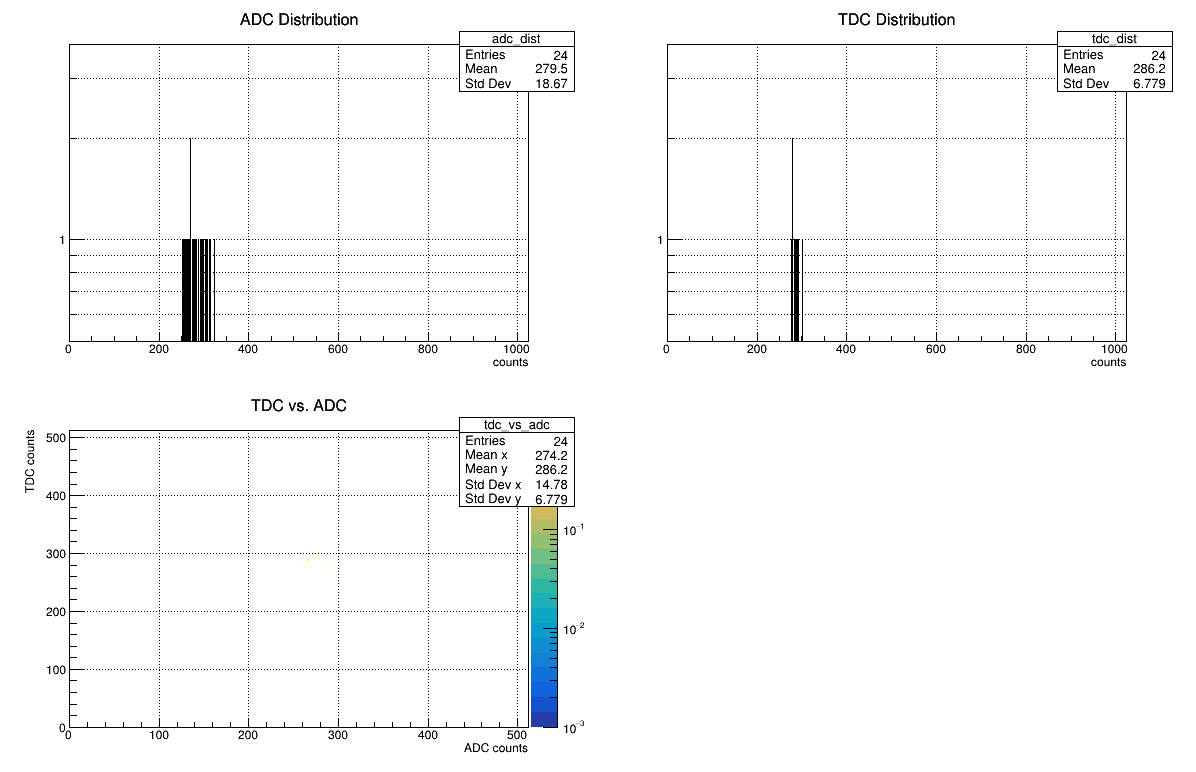 ADC Distribution
adc_dist
Entries 24
Mean 279.5
Std Dev 18.67
1
0 200 400 600 800 1000
counts
TDC Distribution
tdc_dist
Entries 24
Mean 286.2
Std Dev 6.779
1
0 200 400 600 800 1000
counts
TDC vs. ADC
tdc_vs_adc
Entries 24
Mean x 274.2
Mean y 286.2
Std Dev x 14.78
Std Dev y 6.779
TDC counts
500
400
300
200
100
0
0 100 200 300 400 500
ADC counts
10⁻¹
10⁻²
10⁻³